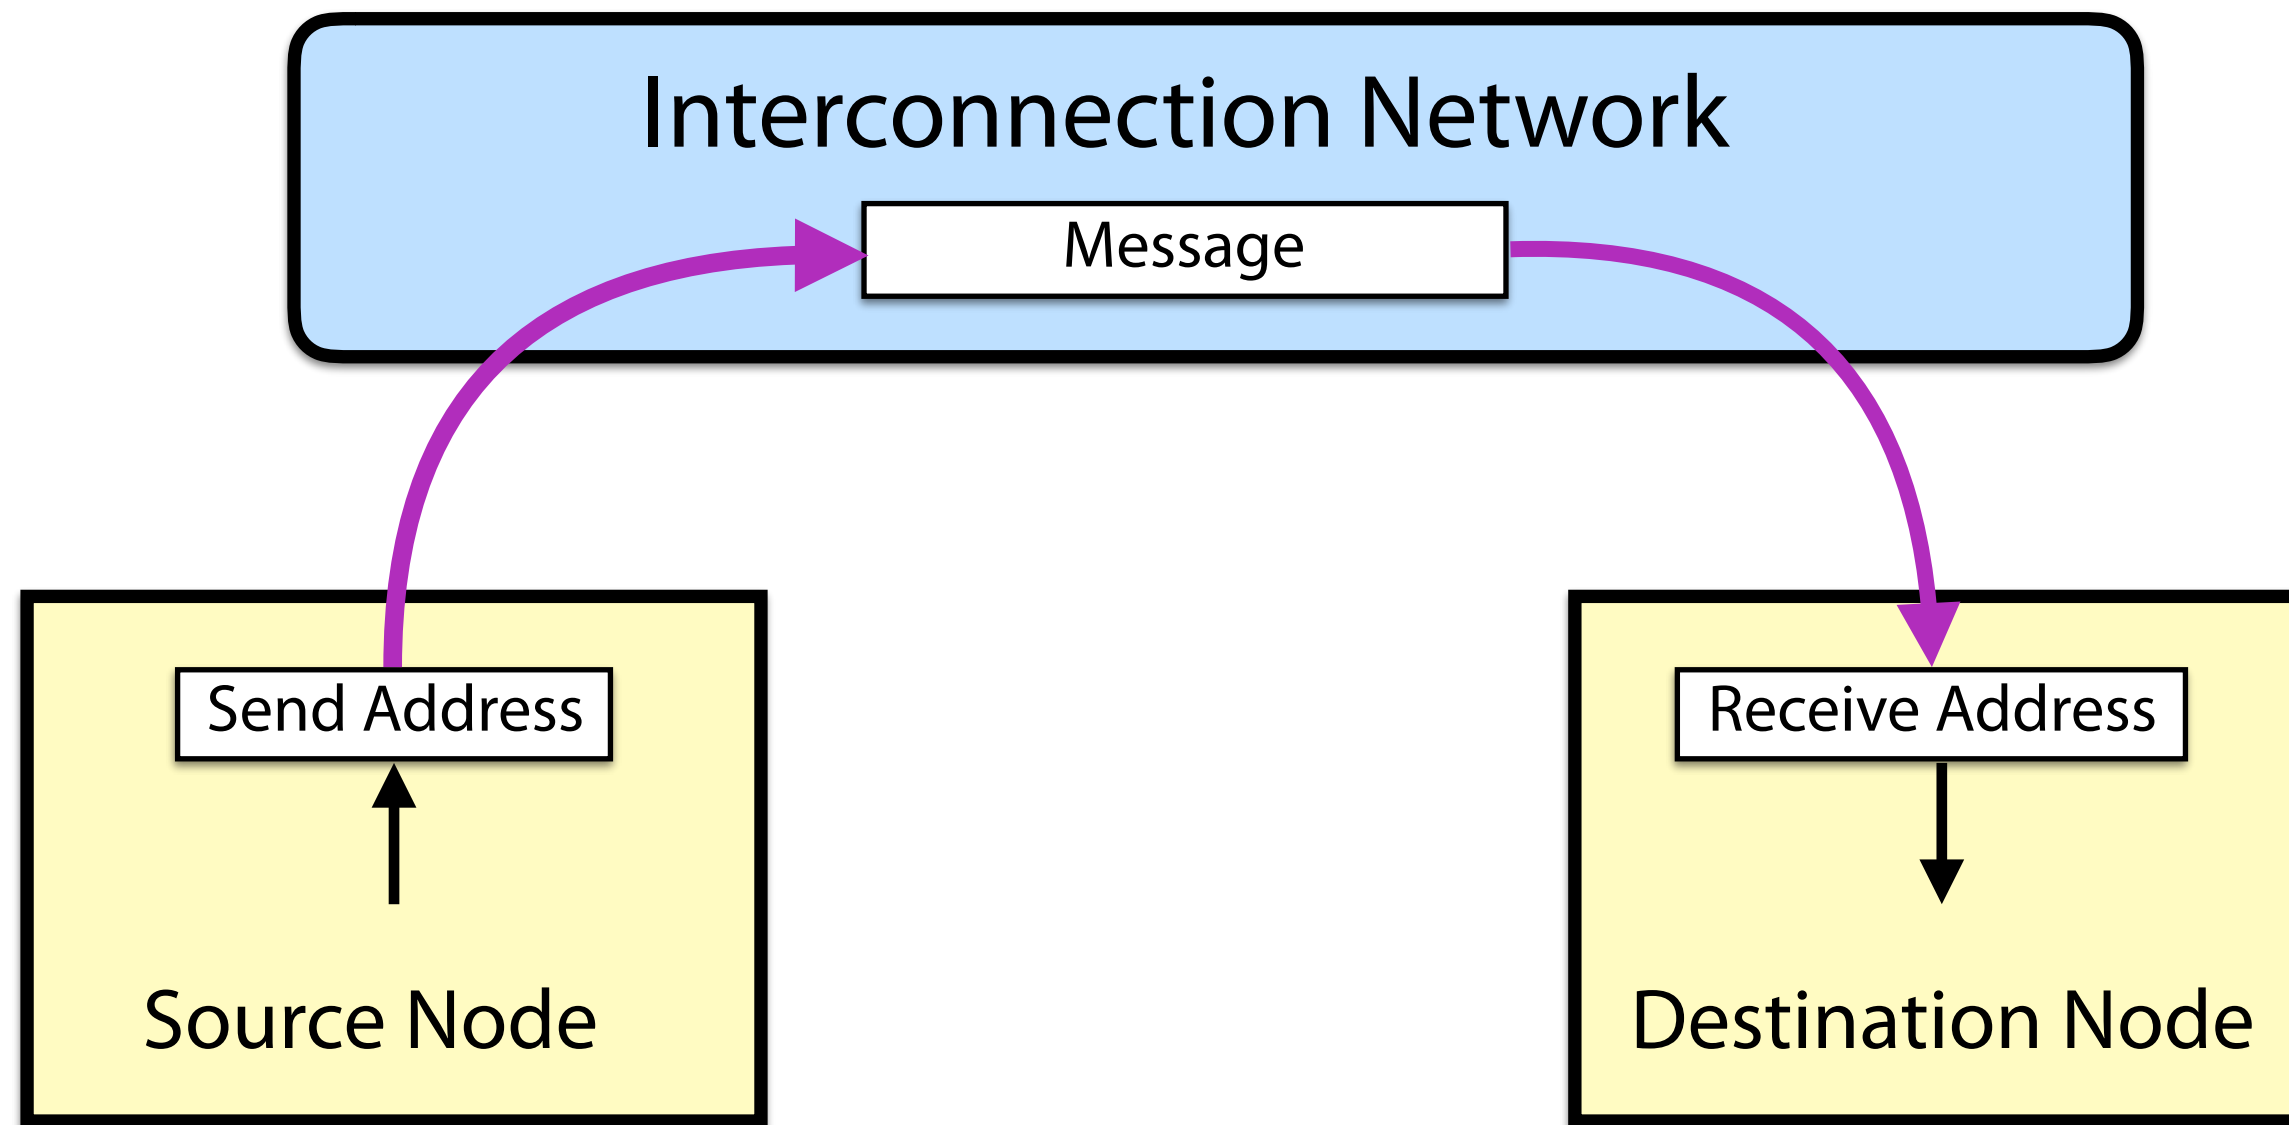 Interconnection Network
Message
Send Address
Receive Address
Source Node
Destination Node